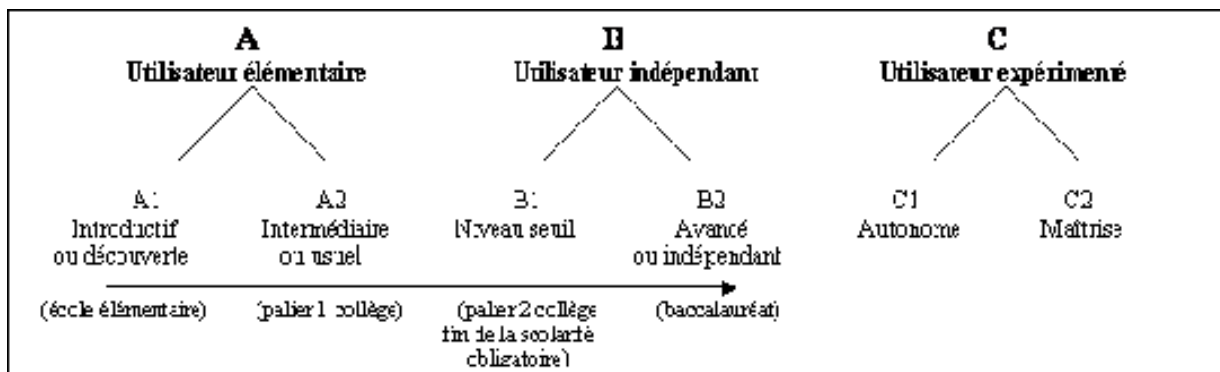 A
Utilisateur élémentaire
B
Utilisateur indépendant
C
Utilisateur expérimenté
A1
Introductif
ou découverte
A2
Intermédiaire
ou usuel
B1
Niveau seuil
B2
Avancé
ou indépendant
C1
Autonome
C2
Maîtrise
(école élémentaire)
(palier 1 collège)
(palier 2 collège
fin de la scolarité
obligatoire)
(baccalauréat)